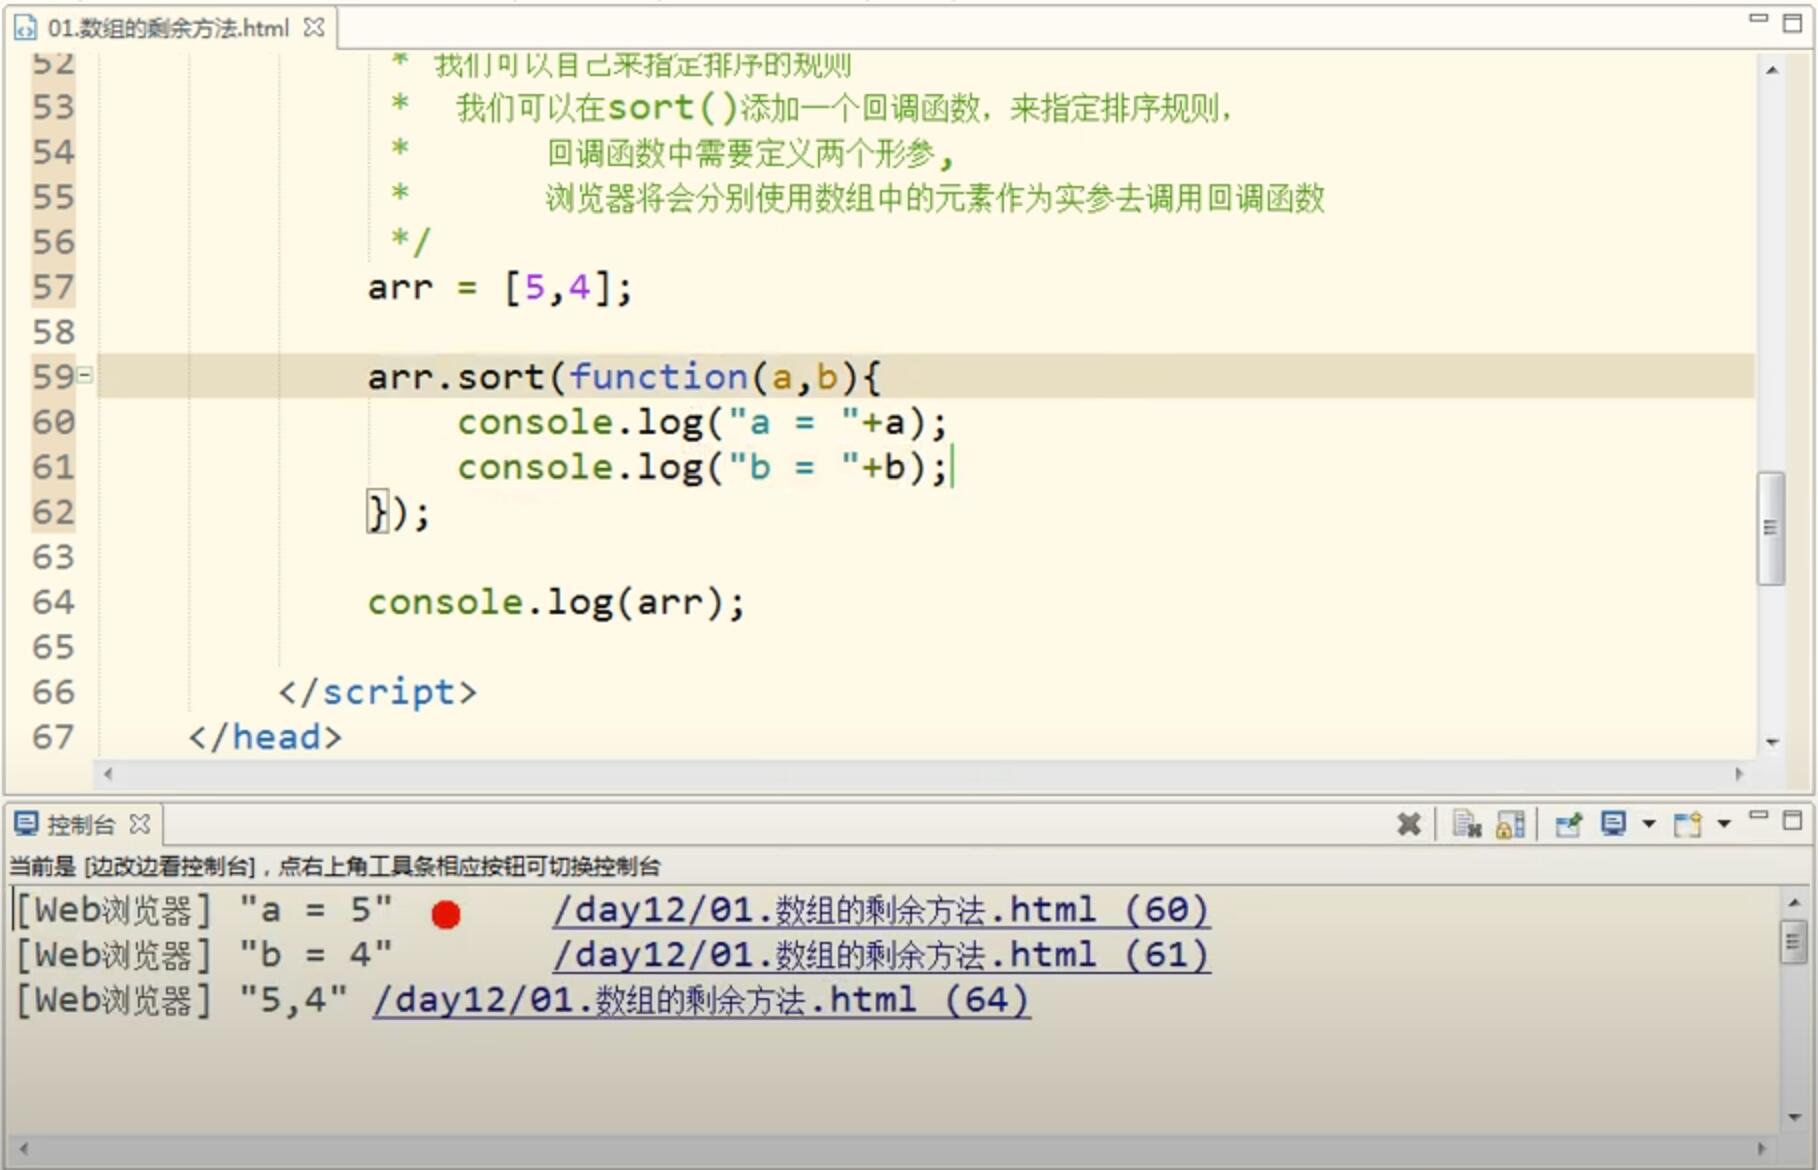 01.数组的剩余方法.html
52 * 我们可以自己来指定排序的规则
53 * 我们可以在sort()添加一个回调函数，来指定排序规则，
54 * 回调函数中需要定义两个形参,
55 * 浏览器将会分别使用数组中的元素作为实参去调用回调函数
56 */
57 arr = [5,4];
58
59 arr.sort(function(a,b){
60 console.log("a = "+a);
61 console.log("b = "+b);
62 });
63
64 console.log(arr);
65
66 </script>
67 </head>
控制台
当前是 [边改边看控制台]，点右上角工具条相应按钮可切换控制台
[Web浏览器] "a = 5" /day12/01.数组的剩余方法.html (60)
[Web浏览器] "b = 4" /day12/01.数组的剩余方法.html (61)
[Web浏览器] "5,4" /day12/01.数组的剩余方法.html (64)